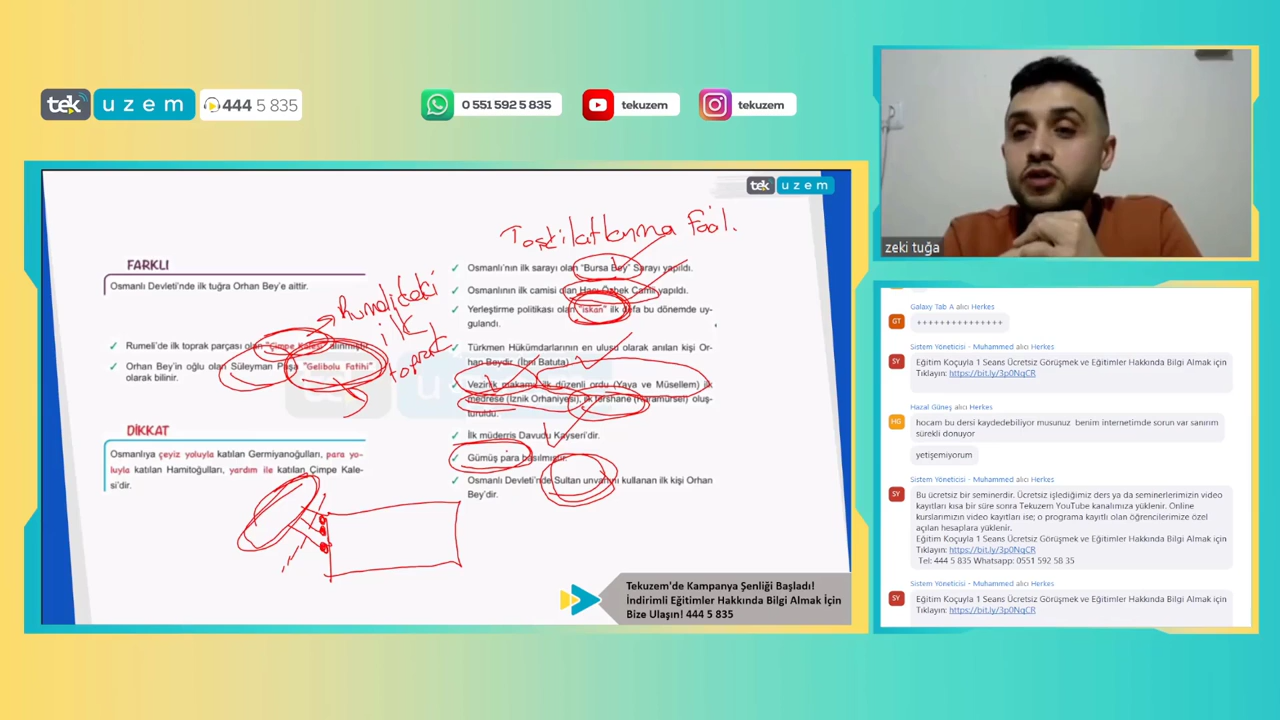 tek uzem 444 5 835
0 551 592 5 835
tekuzem
tekuzem
tek uzem
Teşkilatlanma Faal.
FARKLI
Osmanlı Devleti'nde ilk tuğra Orhan Bey'e aittir.
Rumelideki
ilk
toprak
✓ Rumeli'de ilk toprak parçası olan "Çimpe Kalesi" alınmıştır.
✓ Orhan Bey'in oğlu olan Süleyman Paşa "Gelibolu Fatihi"
olarak bilinir.
DİKKAT
Osmanlıya çeyiz yoluyla katılan Germiyanoğulları, para yo-
luyla katılan Hamitoğulları, yardım ile katılan Çimpe Kale-
si'dir.
✓ Osmanlı'nın ilk sarayı olan "Bursa Bey" Sarayı yapıldı.
✓ Osmanlının ilk camisi olan Hacı Özbek Camii yapıldı.
✓ Yerleştirme politikası olan "iskan" ilk defa bu dönemde uy-
gulandı.
✓ Türkmen Hükümdarlarının en ulusu olarak anılan kişi Or-
han Beydir. (İbni Batuta)
✓ Vezirlik makamı, ilk düzenli ordu (Yaya ve Müsellem) ilk
medrese (İznik Orhaniyesi), ilk tershane (Karamürsel) oluş-
turuldu.
✓ İlk müderris Davudu Kayseri'dir.
✓ Gümüş para basılmıştır.
✓ Osmanlı Devleti'nde Sultan unvanını kullanan ilk kişi Orhan
Bey'dir.
Tekuzem'de Kampanya Şenliği Başladı!
İndirimli Eğitimler Hakkında Bilgi Almak İçin
Bize Ulaşın! 444 5 835
zeki tuğa
Galaxy Tab A alıcı Herkes
GT
+++++++++++++++
Sistem Yöneticisi - Muhammed alıcı Herkes
SY
Eğitim Koçuyla 1 Seans Ücretsiz Görüşmek ve Eğitimler Hakkında Bilgi Almak için
Tıklayın: https://bit.ly/3p0NqCR
Hazal Güneş alıcı Herkes
HG
hocam bu dersi kaydedebiliyor musunuz benim internetimde sorun var sanırım
sürekli donuyor
yetişemiyorum
Sistem Yöneticisi - Muhammed alıcı Herkes
SY
Bu ücretsiz bir seminerdir. Ücretsiz işlediğimiz ders ya da seminerlerimizin video
kayıtları kısa bir süre sonra Tekuzem YouTube kanalımıza yüklenir. Online
kurslarımızın video kayıtları ise; o programa kayıtlı olan öğrencilerimize özel
açılan hesaplara yüklenir.
Eğitim Koçuyla 1 Seans Ücretsiz Görüşmek ve Eğitimler Hakkında Bilgi Almak için
Tıklayın: https://bit.ly/3p0NqCR
Tel: 444 5 835 Whatsapp: 0551 592 58 35
Sistem Yöneticisi - Muhammed alıcı Herkes
SY
Eğitim Koçuyla 1 Seans Ücretsiz Görüşmek ve Eğitimler Hakkında Bilgi Almak için
Tıklayın: https://bit.ly/3p0NqCR